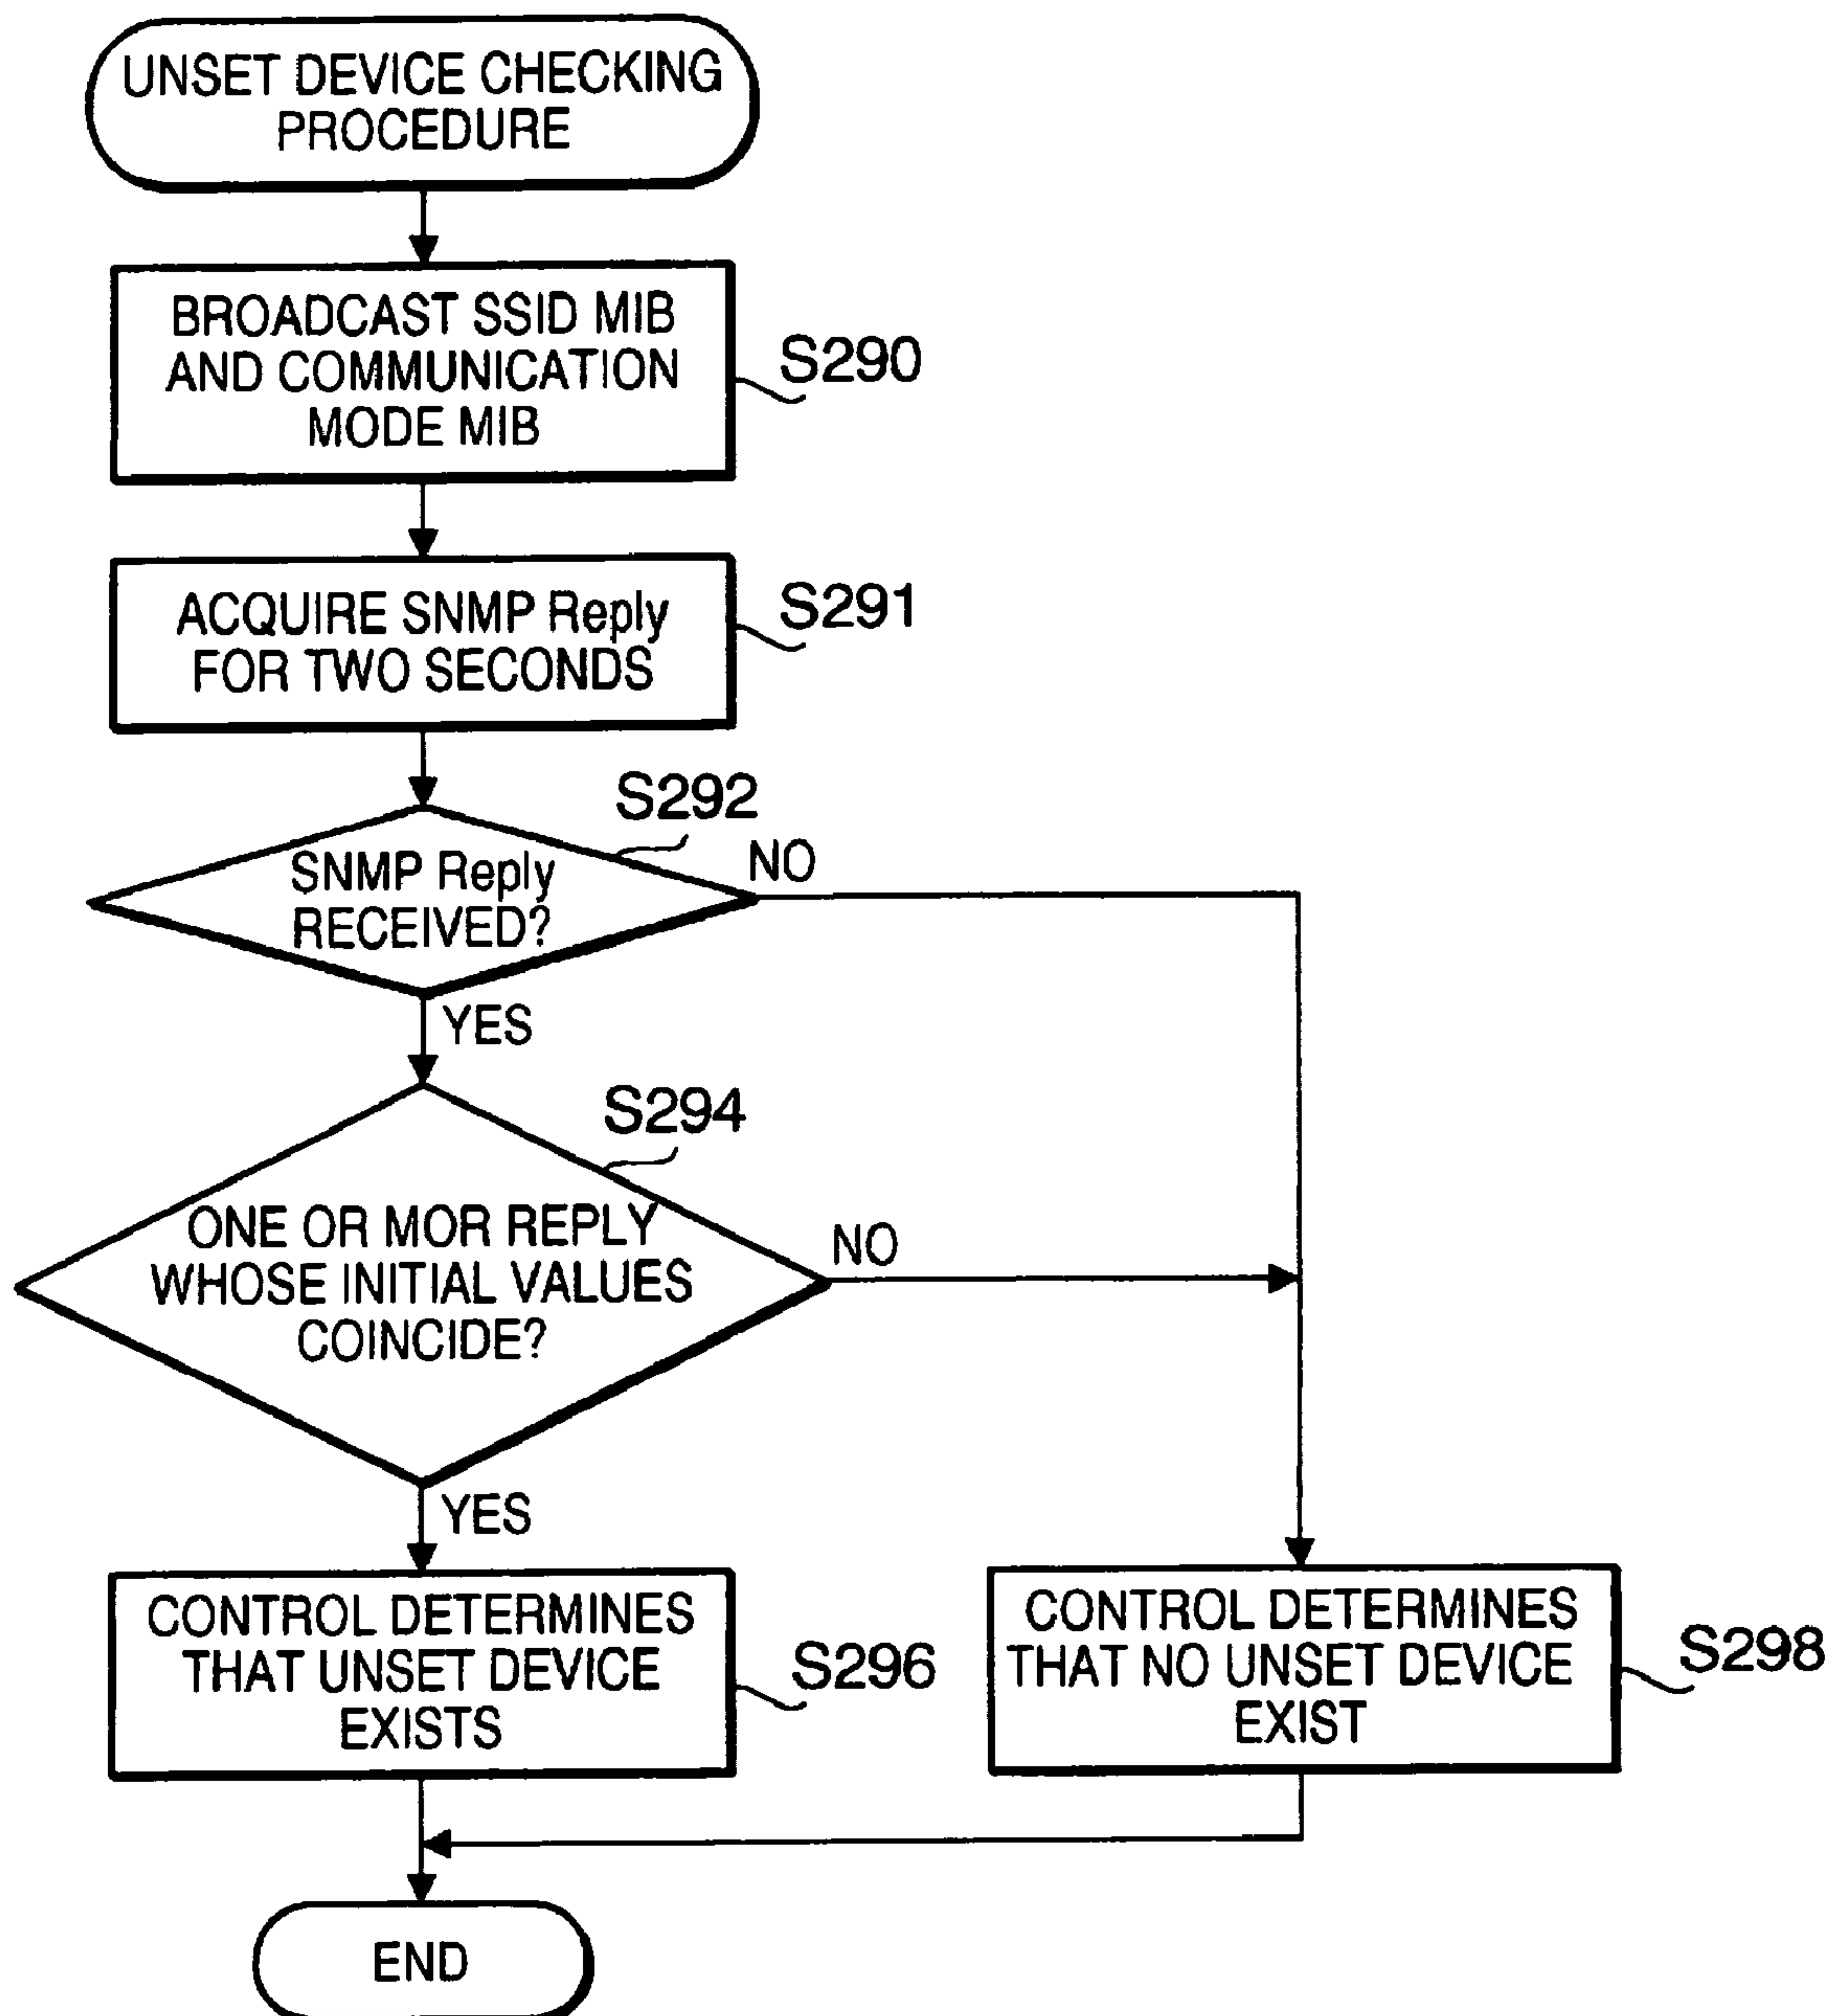 UNSET DEVICE CHECKING
PROCEDURE
BROADCAST SSID MIB
AND COMMUNICATION
MODE MIB
S290
ACQUIRE SNMP Reply
FOR TWO SECONDS
S291
S292
SNMP Reply
RECEIVED?
NO
YES
S294
ONE OR MOR REPLY
WHOSE INITIAL VALUES
COINCIDE?
NO
YES
CONTROL DETERMINES
THAT UNSET DEVICE
EXISTS
S296
CONTROL DETERMINES
THAT NO UNSET DEVICE
EXIST
S298
END